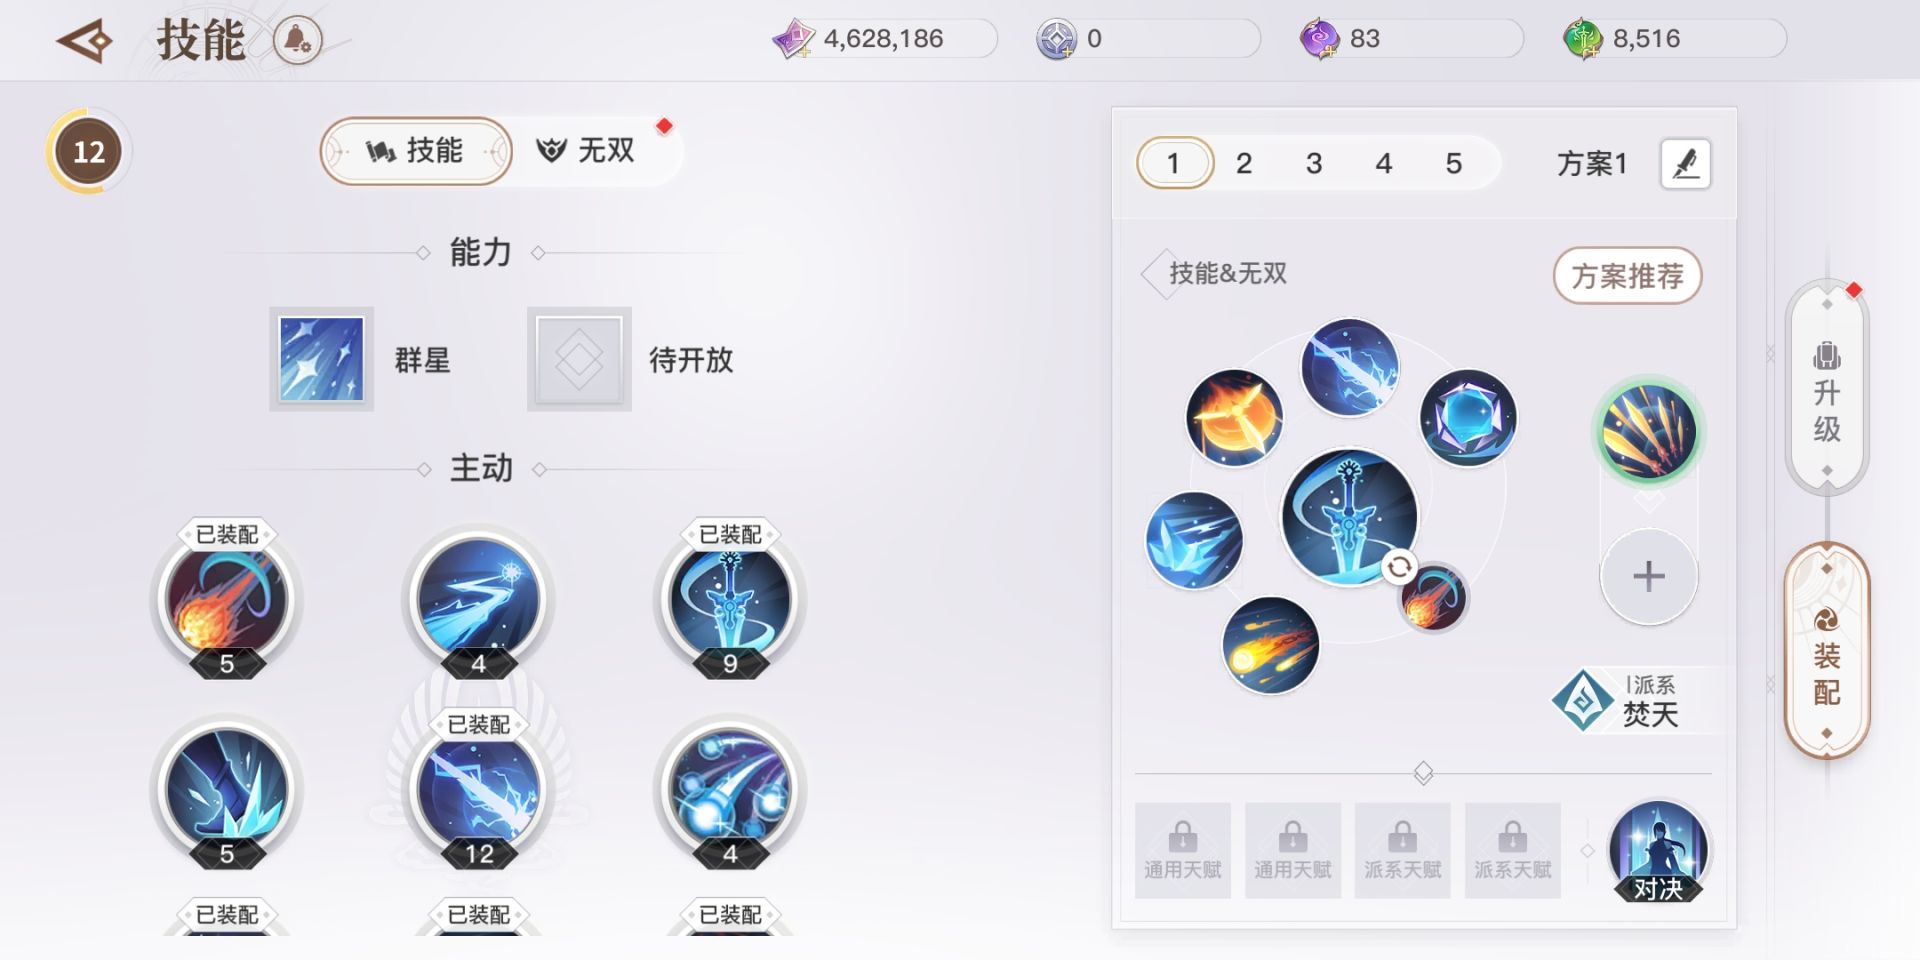 技能
4,628,186
0
83
8,516
12
技能
无双
能力
群星
待开放
主动
已装配
5
4
已装配
9
5
已装配
12
4
已装配
已装配
已装配
1
2
3
4
5
方案1
技能&无双
方案推荐
派系
焚天
通用天赋
通用天赋
派系天赋
派系天赋
对决
升级
装配